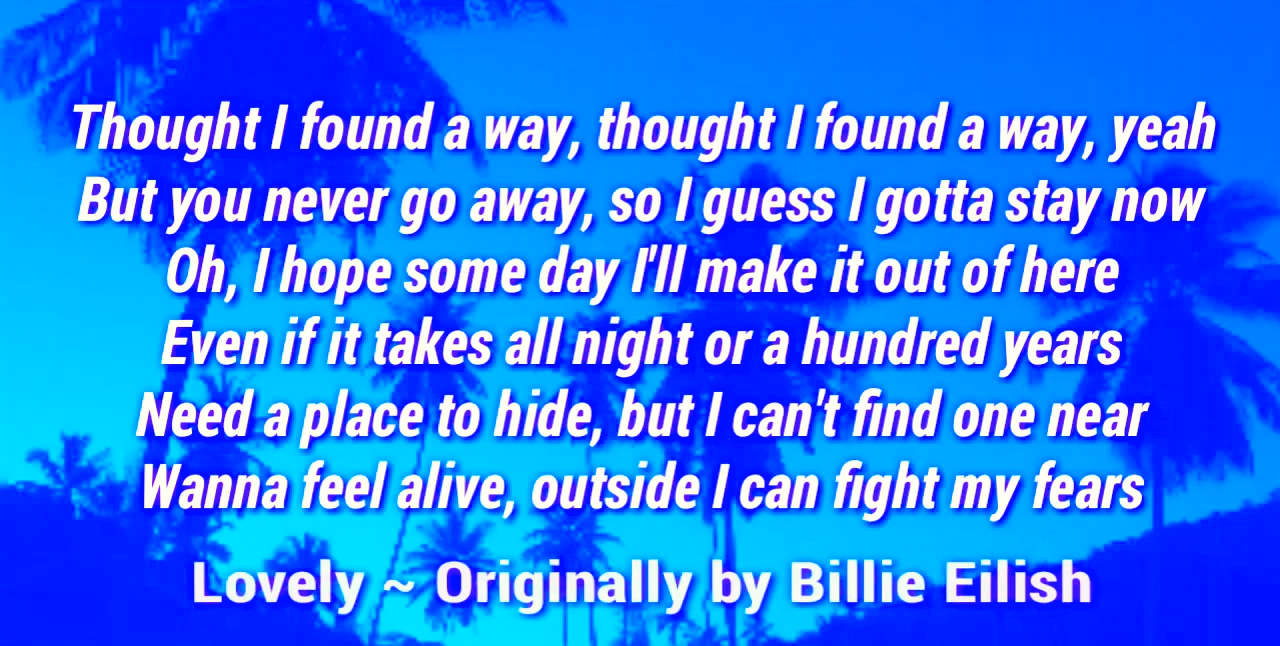 Thought I found a way, thought I found a way, yeah
But you never go away, so I guess I gotta stay now
Oh, I hope some day I'll make it out of here
Even if it takes all night or a hundred years
Need a place to hide, but I can't find one near
Wanna feel alive, outside I can fight my fears
Lovely ~ Originally by Billie Eilish